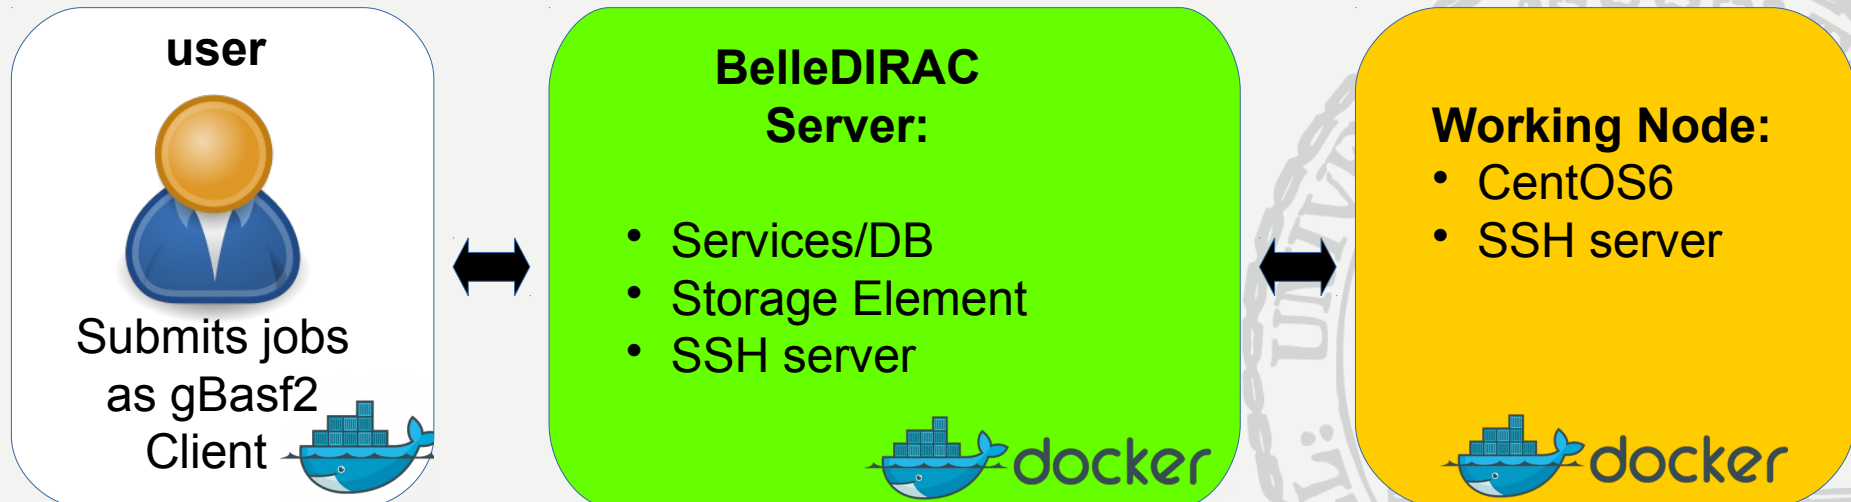 user
Submits jobs
as gBasf2
Client
BelleDIRAC
Server:
• Services/DB
• Storage Element
• SSH server
docker
Working Node:
• CentOS6
• SSH server
docker